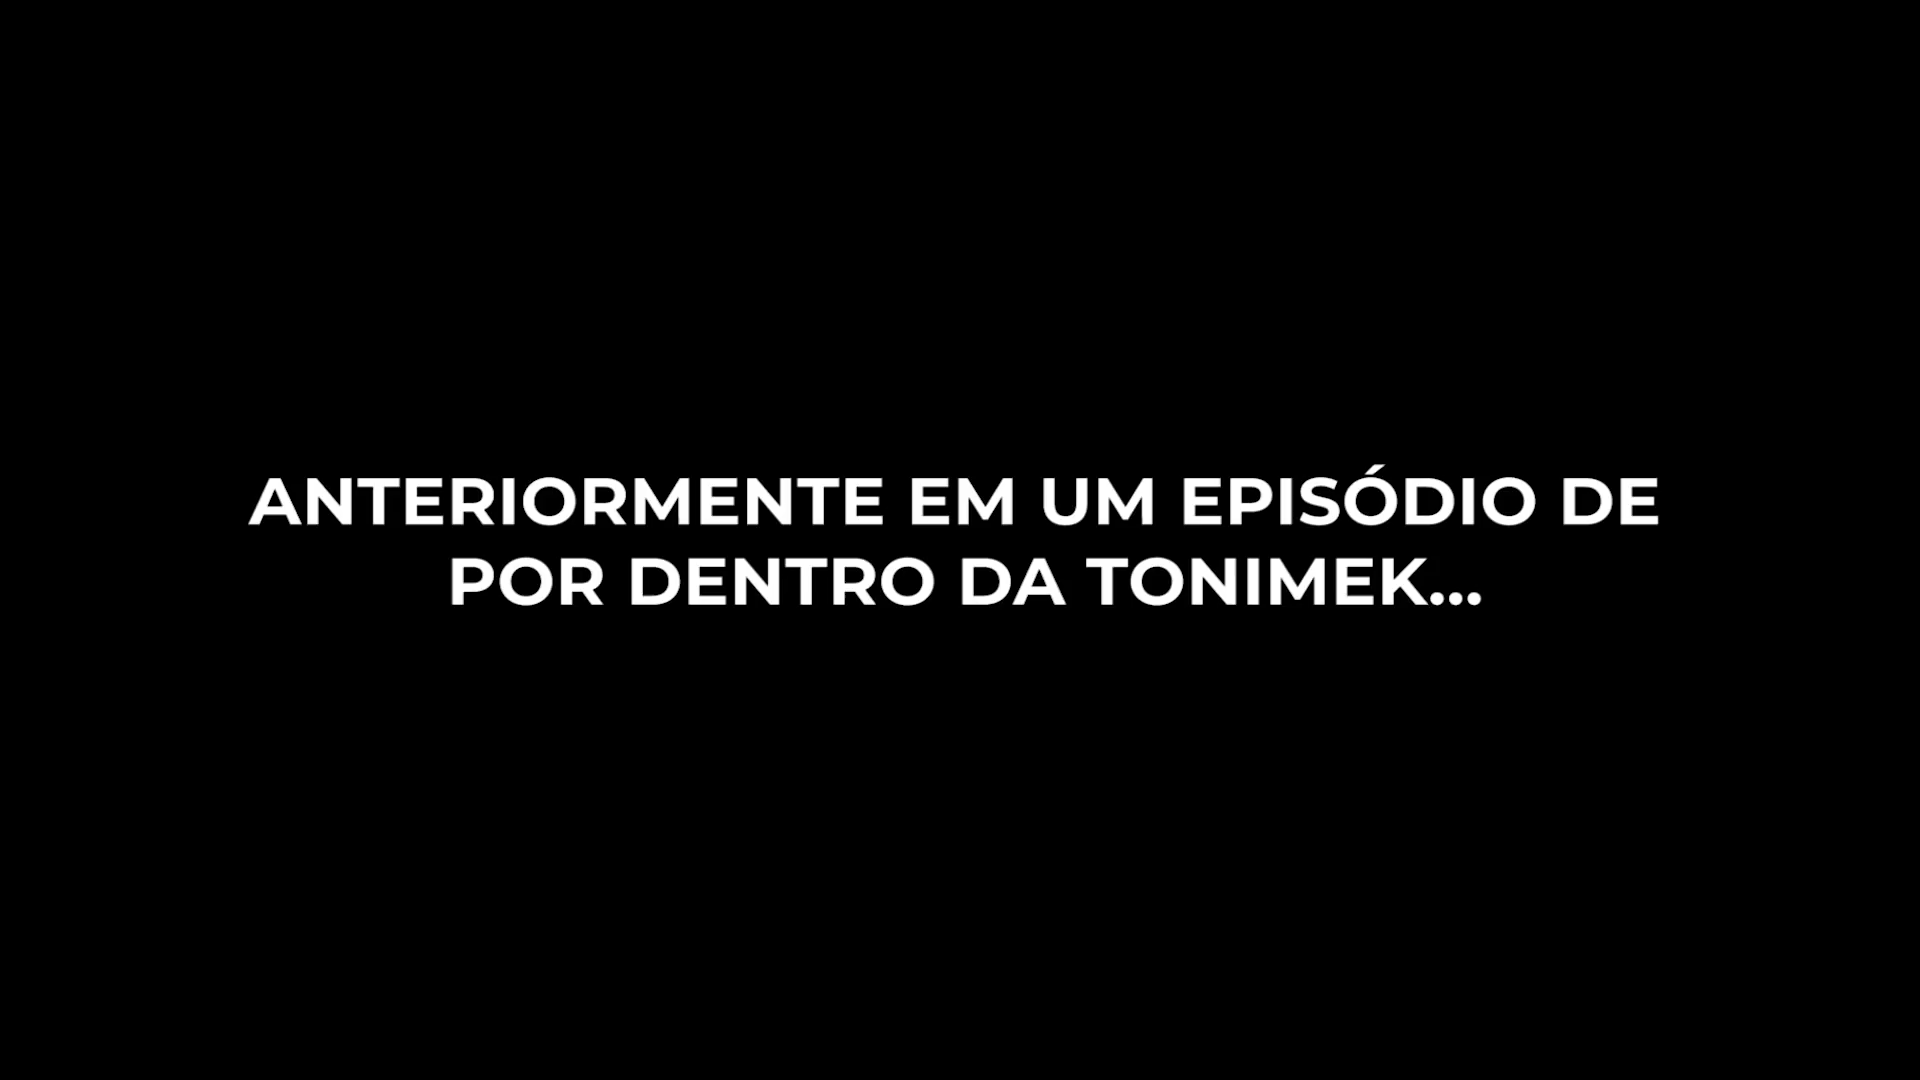 ANTERIORMENTE EM UM EPISÓDIO DE
POR DENTRO DA TONIMEK...